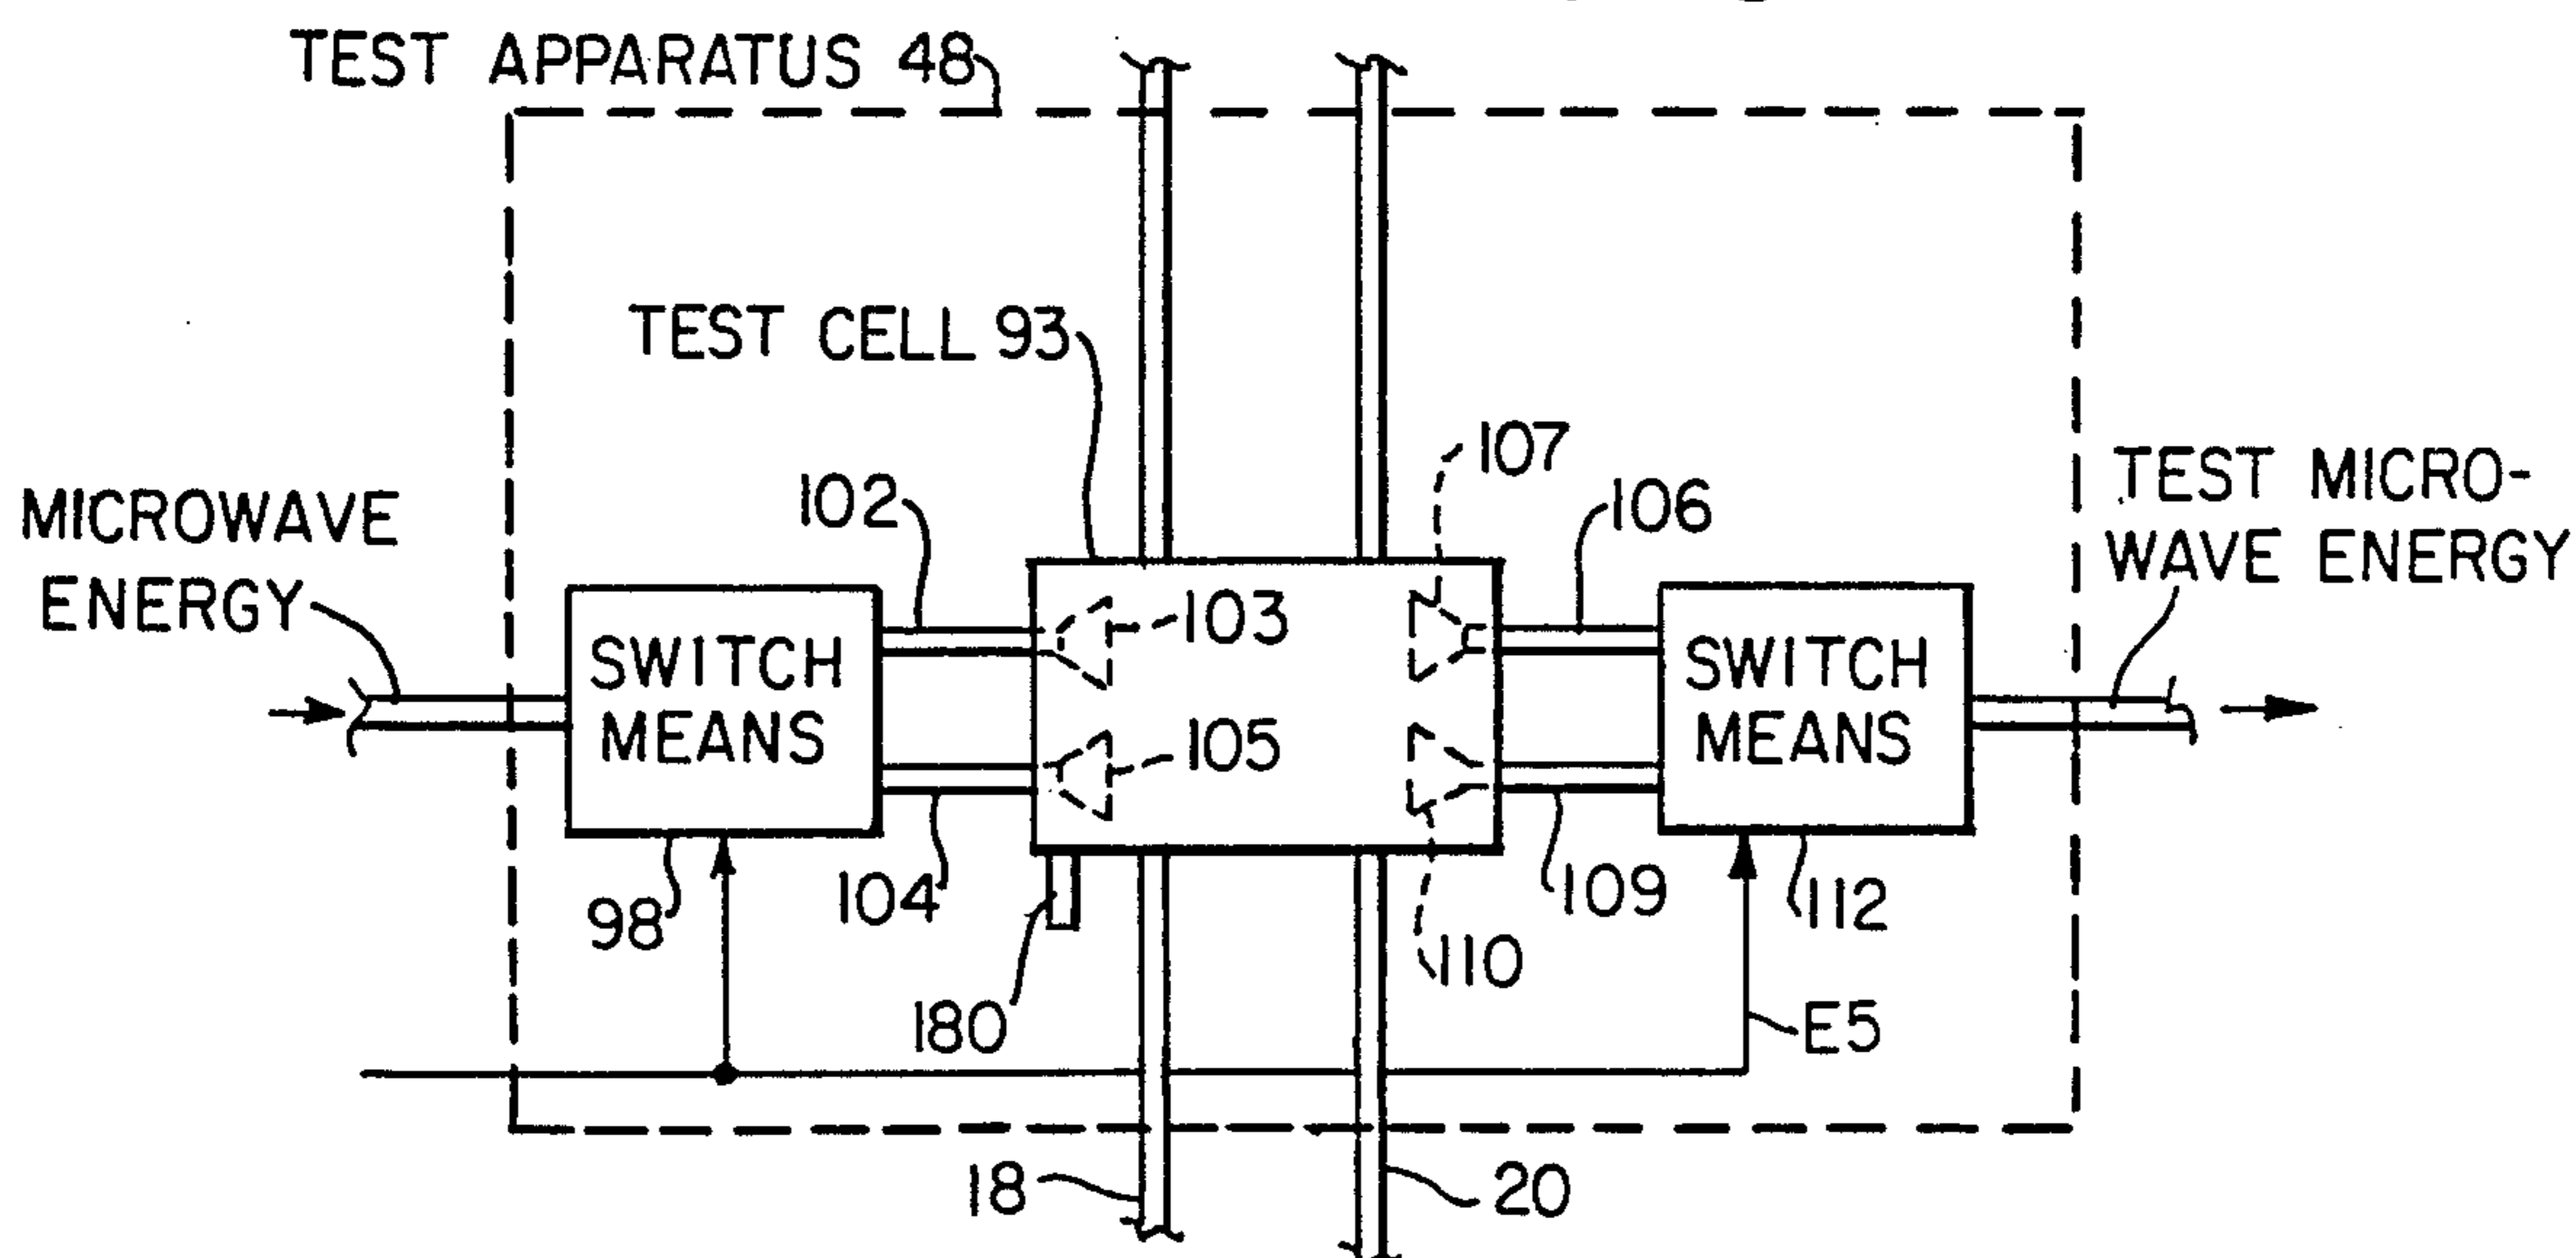 TEST APPARATUS 48
TEST CELL 93
MICROWAVE
ENERGY
102
107
106
TEST MICRO-
WAVE ENERGY
SWITCH
MEANS
103
105
SWITCH
MEANS
98
104
180
110
109
112
E5
18
20